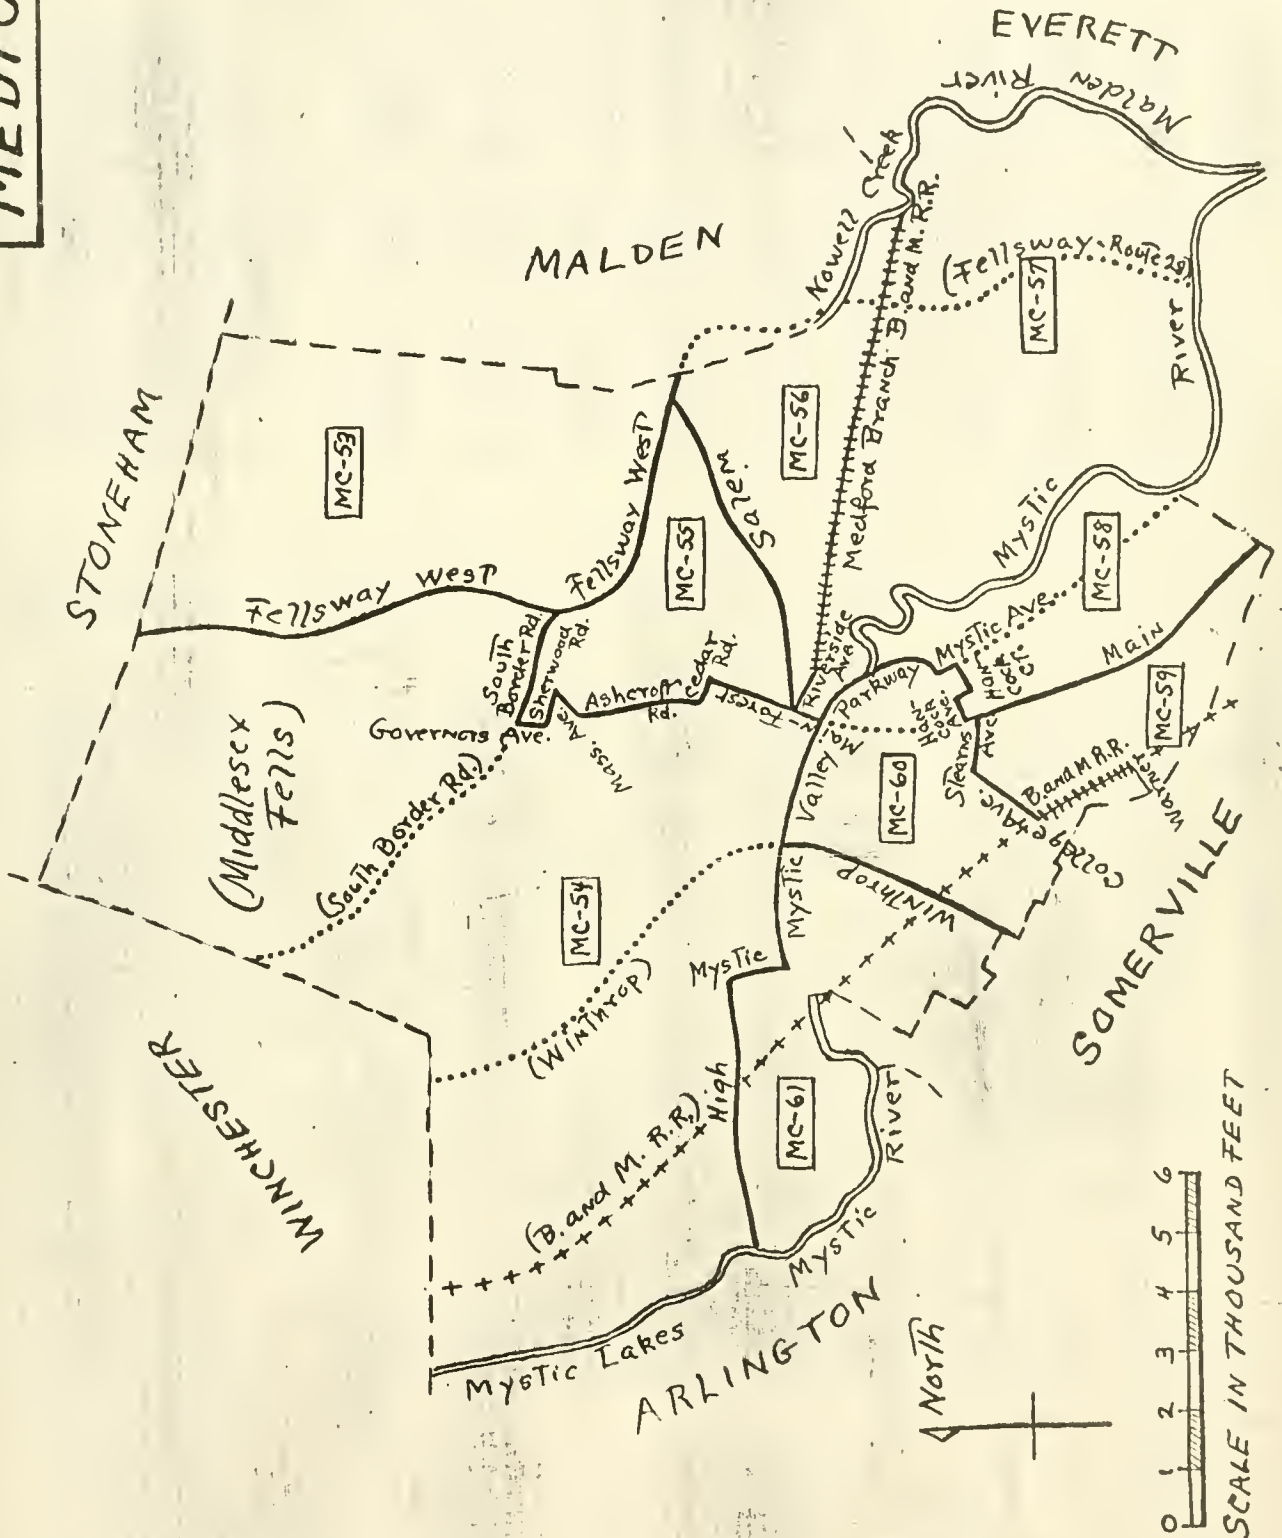 MEDFO
STONEHAM
MALDEN
EVERETT
WINCHESTER
ARLINGTON
SOMERVILLE
(Middlesex
Fells)
MC-53
MC-54
MC-55
MC-56
MC-57
MC-58
MC-59
MC-60
MC-61
Fellsway West
Fellsway West
South
Border Rd.
Sherwood
Rd.
Governors Ave.
Mass. Ave.
Ashcroft
Rd.
Cedar
Rd.
Forest
Salem
(South Border Rd.)
(Winthrop)
(B. and M. R.R.)
High
Mystic
Mystic Valley Parkway
Main
Riverside
Ave.
Medford Branch B. and M. R.R.
Nowell Creek
(Fellsway-Route 28)
Malden River
Mystic River
Mystic Ave.
Hancock
Ct.
Hancock
Ave.
Stearns
Ave.
Main
College Ave.
B. and M R.R.
Warner
Winthrop
Mystic River
Mystic Lakes
North
0 1 2 3 4 5 6
SCALE IN THOUSAND FEET